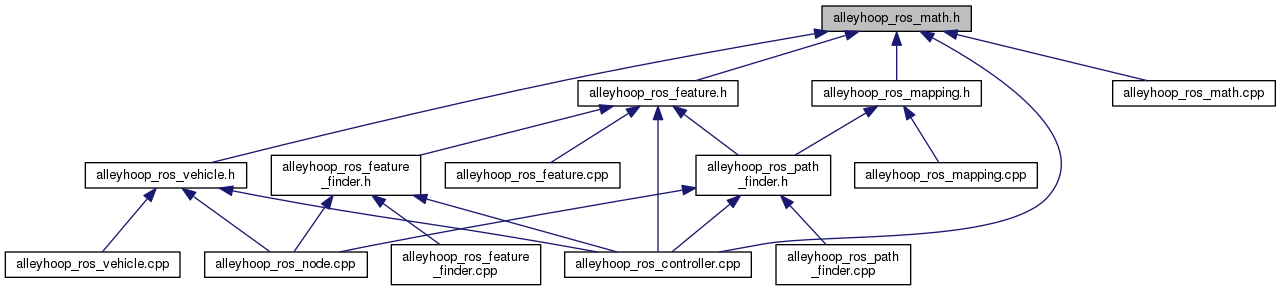 alleyhoop_ros_math.h
alleyhoop_ros_feature.h
alleyhoop_ros_mapping.h
alleyhoop_ros_math.cpp
alleyhoop_ros_vehicle.h
alleyhoop_ros_feature
_finder.h
alleyhoop_ros_feature.cpp
alleyhoop_ros_path
_finder.h
alleyhoop_ros_mapping.cpp
alleyhoop_ros_vehicle.cpp
alleyhoop_ros_node.cpp
alleyhoop_ros_feature
_finder.cpp
alleyhoop_ros_controller.cpp
alleyhoop_ros_path
_finder.cpp